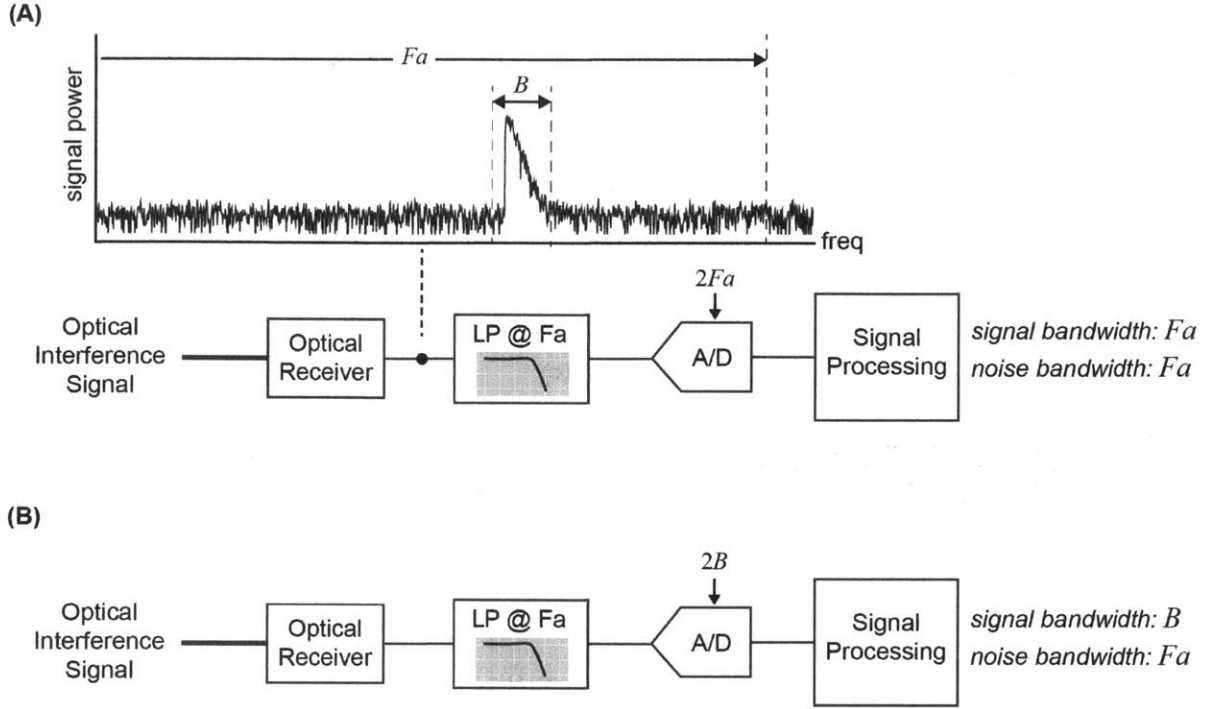 (A)
Fa
B
signal power
freq
2Fa
Optical
Interference
Signal
Optical
Receiver
LP @ Fa
A/D
Signal
Processing
signal bandwidth: Fa
noise bandwidth: Fa
(B)
2B
Optical
Interference
Signal
Optical
Receiver
LP @ Fa
A/D
Signal
Processing
signal bandwidth: B
noise bandwidth: Fa